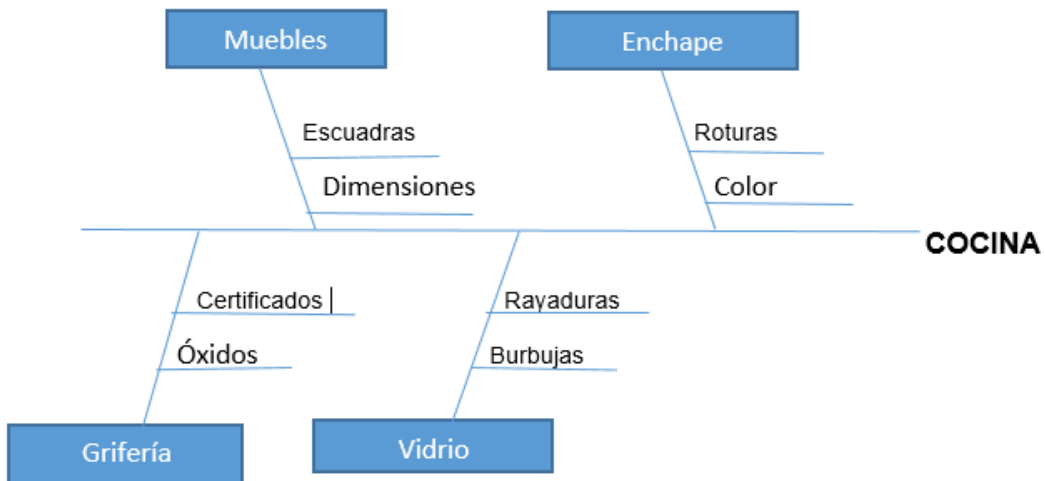 Muebles
Enchape
Escuadras
Roturas
Dimensiones
Color
COCINA
Certificados
Rayaduras
Óxidos
Burbujas
Grifería
Vidrio